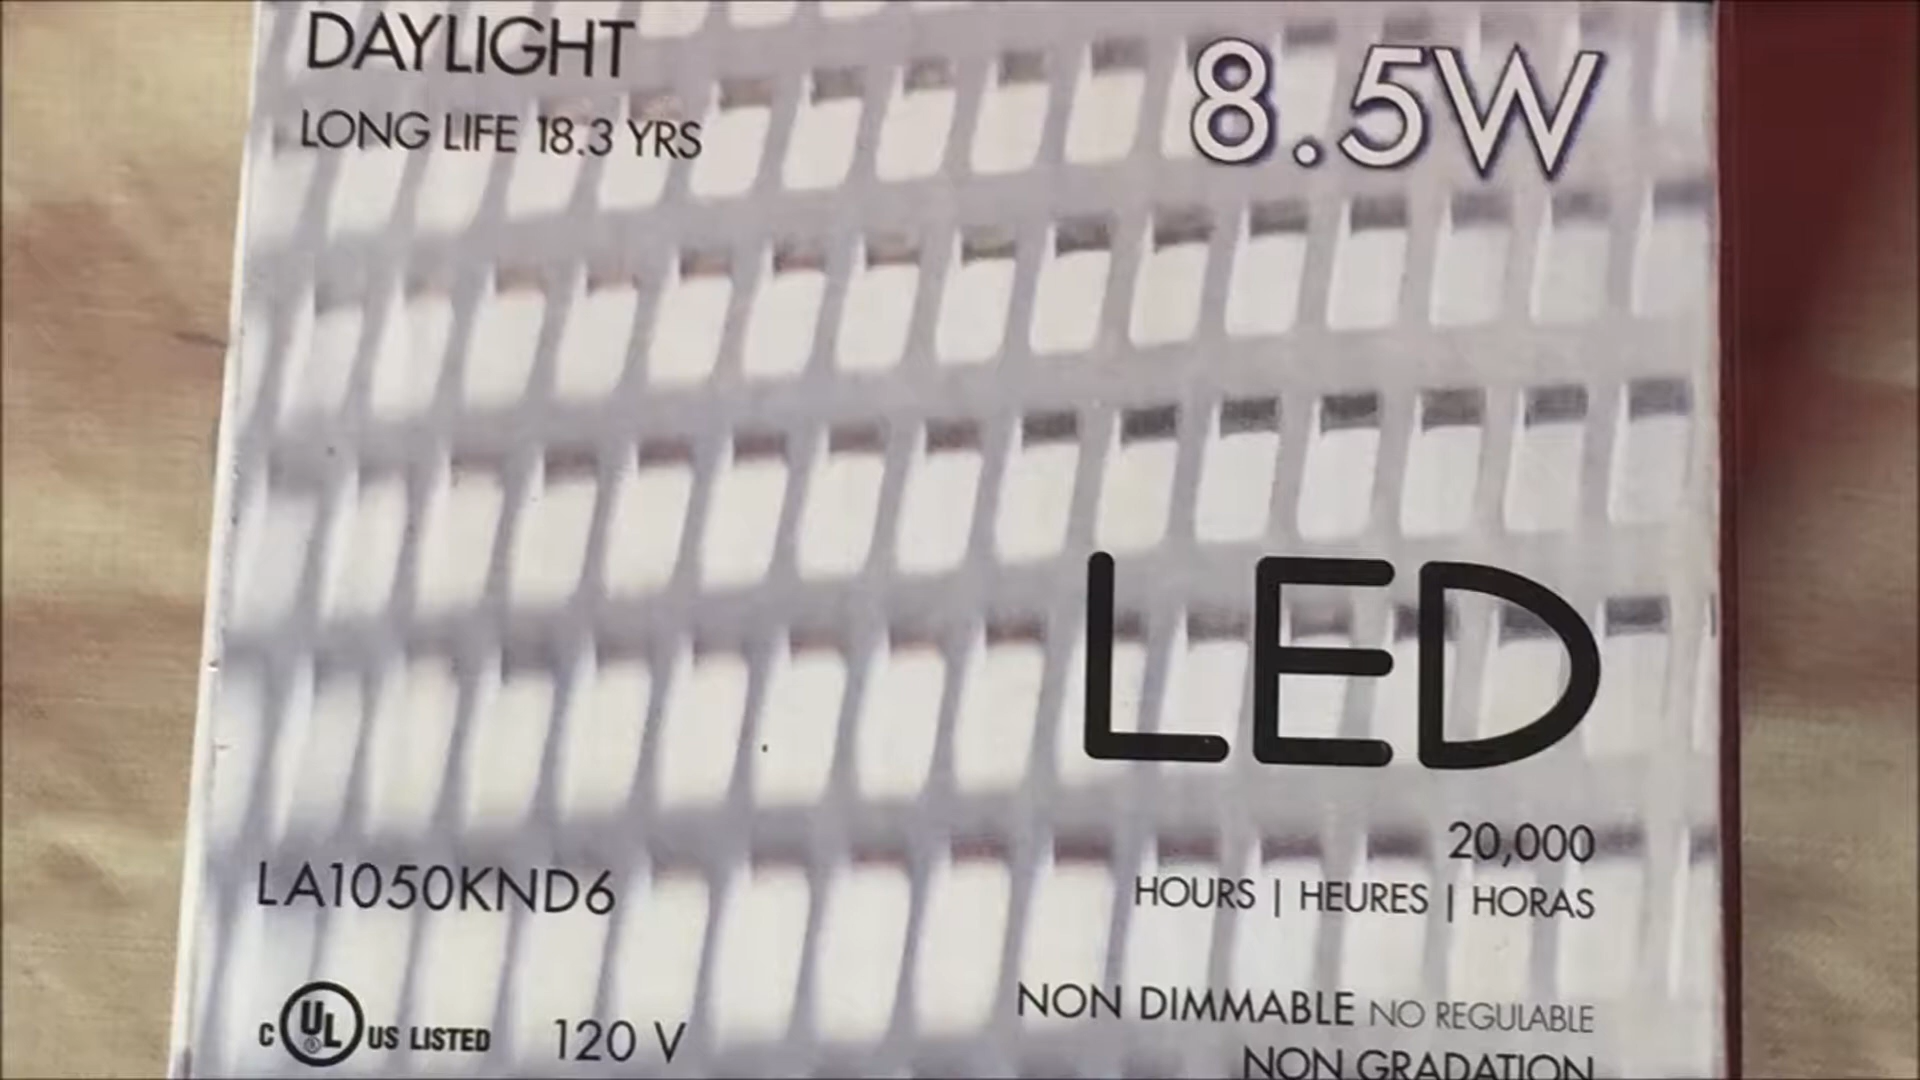 DAYLIGHT
8.5W
LONG LIFE 18.3 YRS
LED
20,000
LA1050KND6
HOURS | HEURES | HORAS
NON DIMMABLE NO REGULABLE
C UL® US LISTED 120 V
NON GRADATION